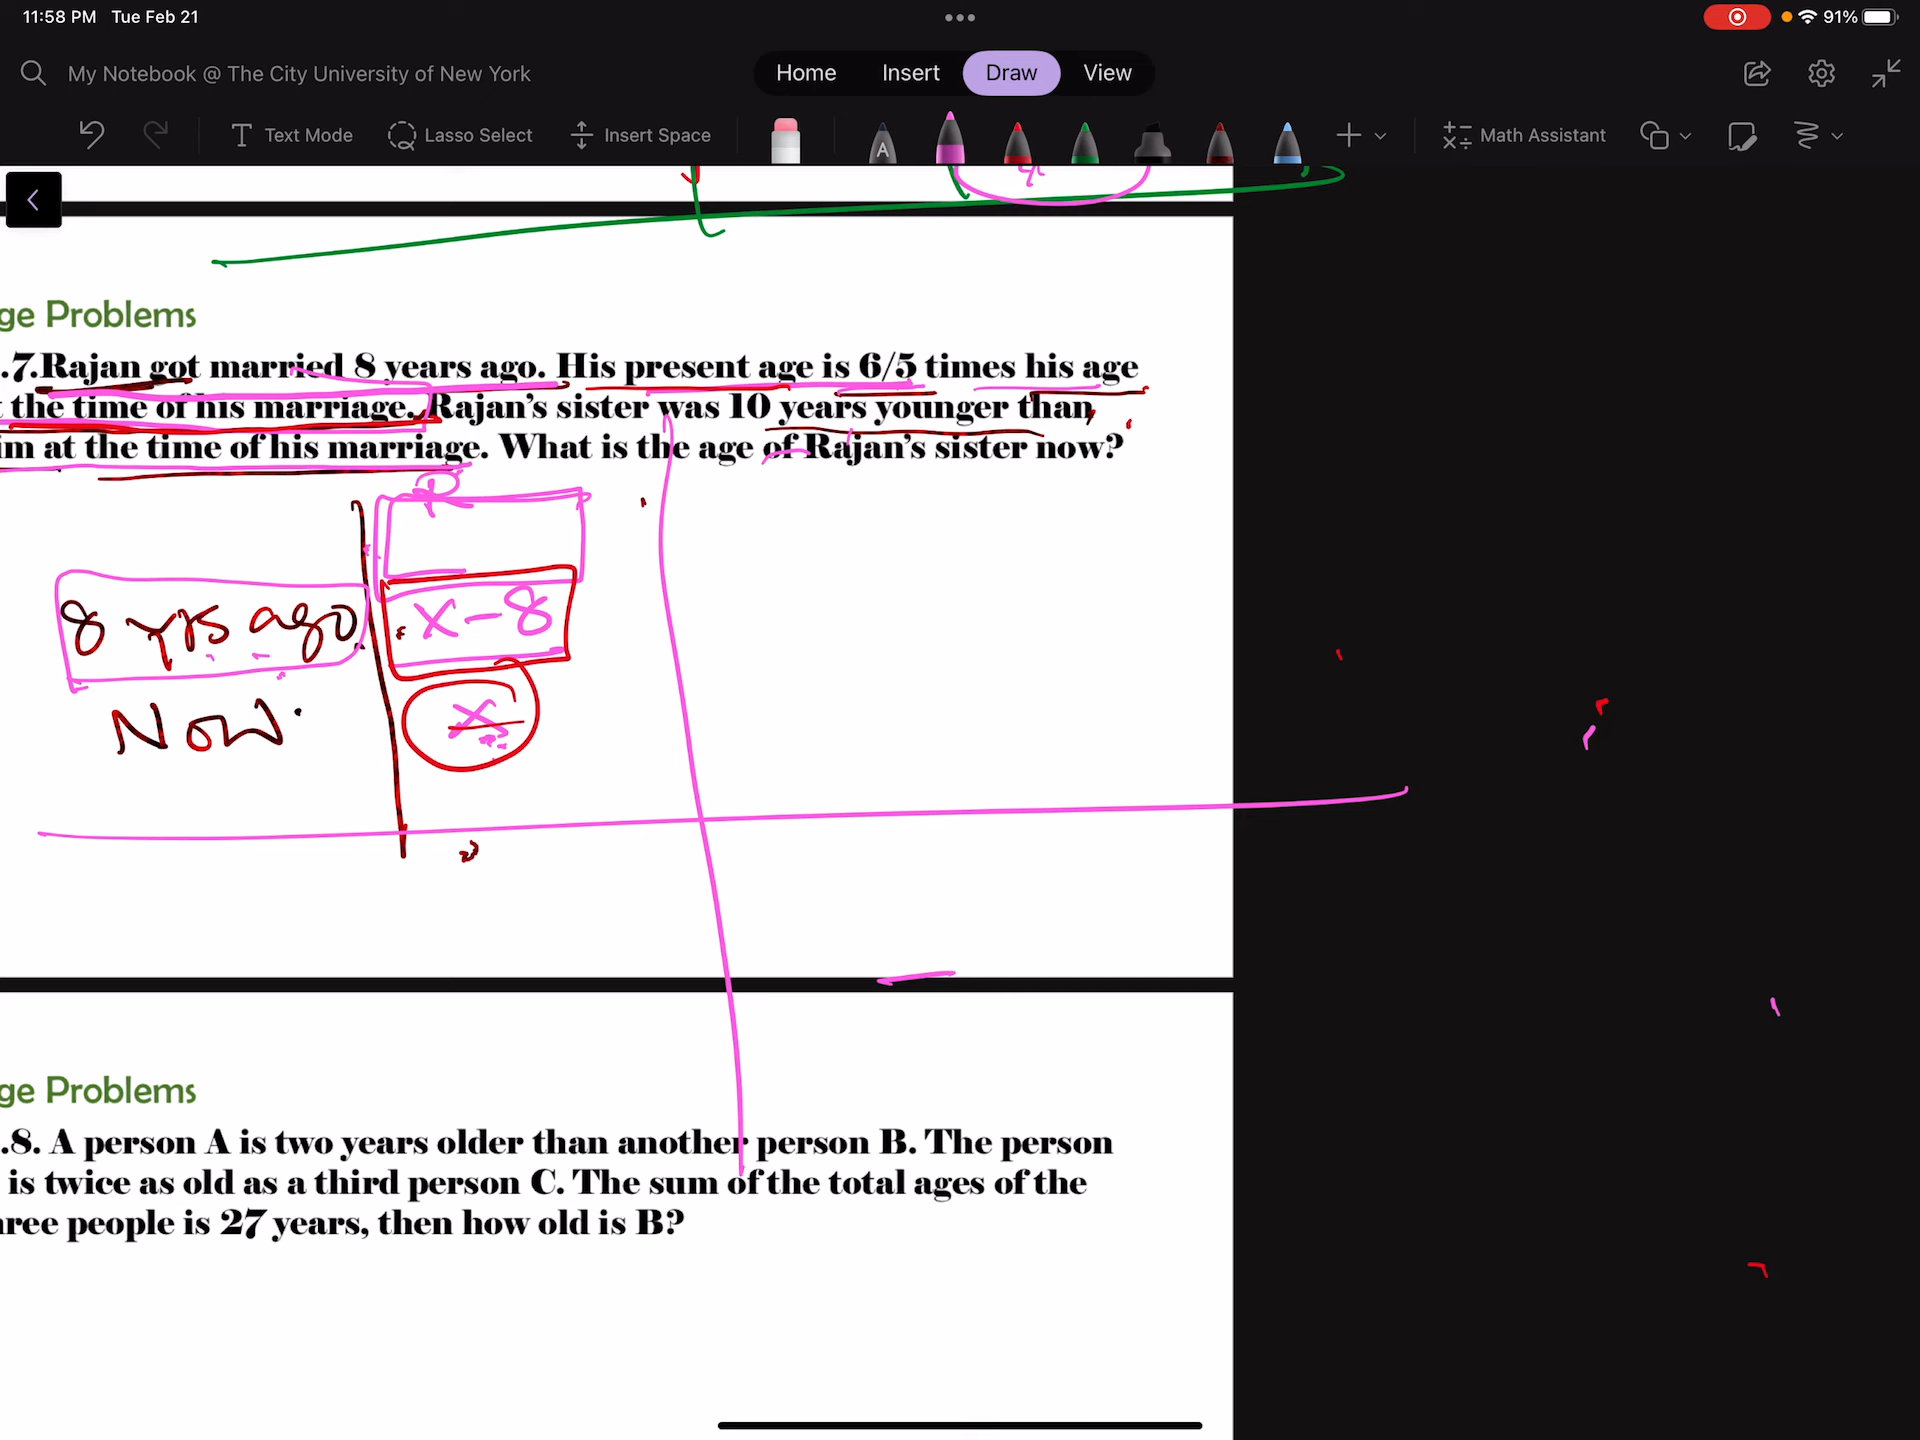 11:58 PM Tue Feb 21
91%
My Notebook @ The City University of New York
Home Insert Draw View
Text Mode Lasso Select Insert Space
A
Math Assistant
ge Problems
.7.Rajan got married 8 years ago. His present age is 6/5 times his age
the time of his marriage. Rajan's sister was 10 years younger than
im at the time of his marriage. What is the age of Rajan's sister now?
R
8 yrs ago x-8
Now x
ge Problems
.8. A person A is two years older than another person B. The person
is twice as old as a third person C. The sum of the total ages of the
hree people is 27 years, then how old is B?